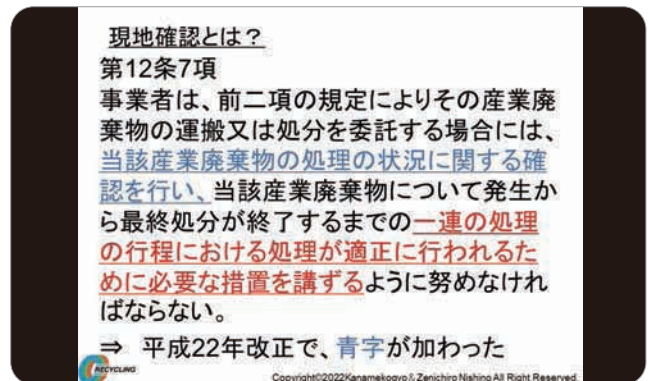 現地確認とは？
第12条7項
事業者は、前二項の規定によりその産業廃
棄物の運搬又は処分を委託する場合には、
当該産業廃棄物の処理の状況に関する確
認を行い、当該産業廃棄物について発生か
ら最終処分が終了するまでの一連の処理
の行程における処理が適正に行われるた
めに必要な措置を講ずるように努めなけれ
ばならない。
⇒ 平成22年改正で、青字が加わった
RECYCLING
Copyright©2022Kanamekogyo & Zenichiro Nishino All Right Reserved.